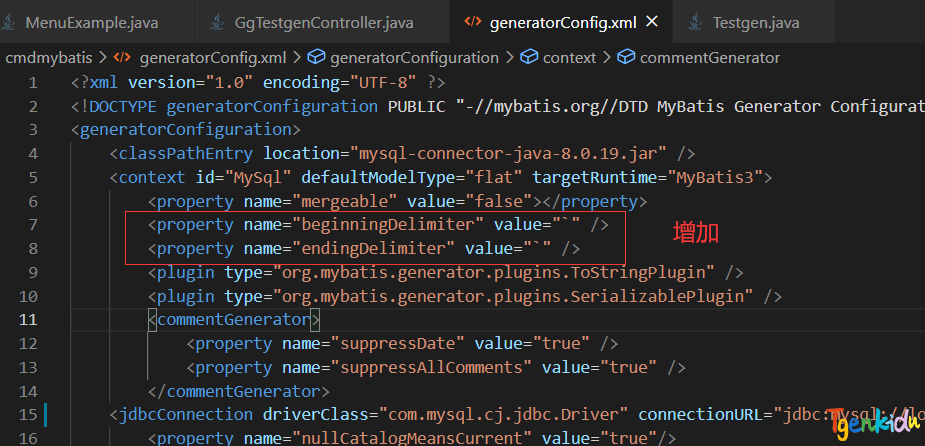 MenuExample.java GgTestgenController.java generatorConfig.xml Testgen.java
cmdmybatis > generatorConfig.xml > generatorConfiguration > context > commentGenerator
1 <?xml version="1.0" encoding="UTF-8" ?>
2 <!DOCTYPE generatorConfiguration PUBLIC "-//mybatis.org//DTD MyBatis Generator Configurat
3 <generatorConfiguration>
4 <classPathEntry location="mysql-connector-java-8.0.19.jar" />
5 <context id="MySql" defaultModelType="flat" targetRuntime="MyBatis3">
6 <property name="mergeable" value="false"></property>
7 <property name="beginningDelimiter" value="`" />
增加
8 <property name="endingDelimiter" value="`" />
9 <plugin type="org.mybatis.generator.plugins.ToStringPlugin" />
10 <plugin type="org.mybatis.generator.plugins.SerializablePlugin" />
11 <commentGenerator>
12 <property name="suppressDate" value="true" />
13 <property name="suppressAllComments" value="true" />
14 </commentGenerator>
15 <jdbcConnection driverClass="com.mysql.cj.jdbc.Driver" connectionURL="jdbc:mysql://lo
16 <property name="nullCatalogMeansCurrent" value="true"/>
Tgenkidu